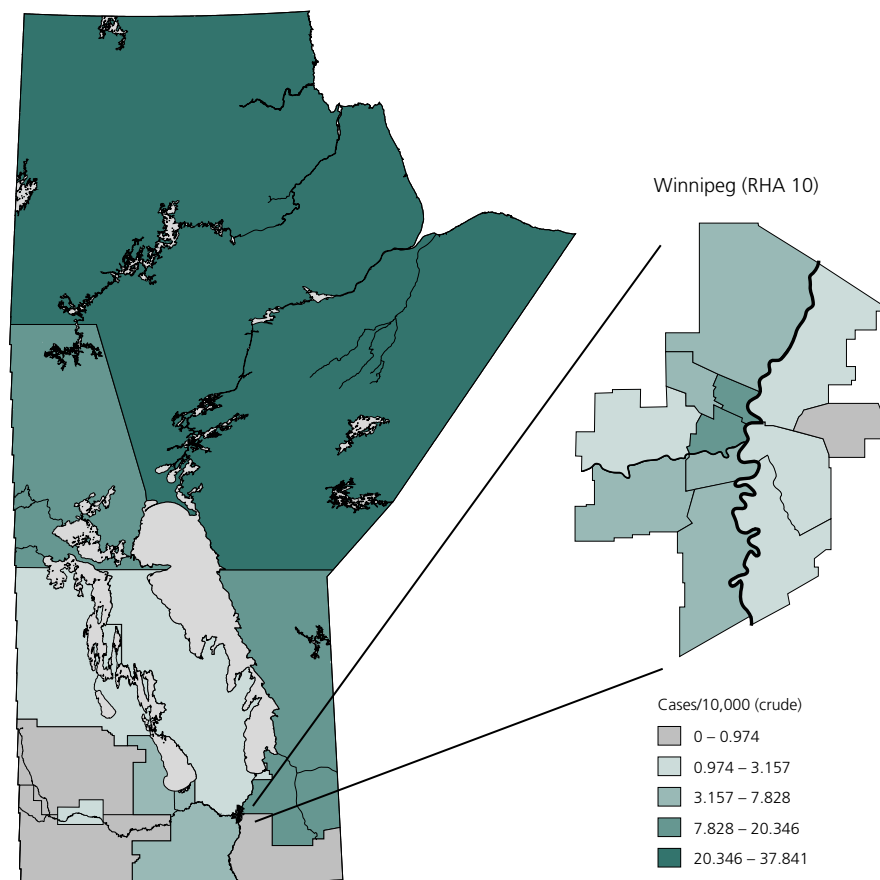 Winnipeg (RHA 10)
Cases/10,000 (crude)
0 – 0.974
0.974 – 3.157
3.157 – 7.828
7.828 – 20.346
20.346 – 37.841